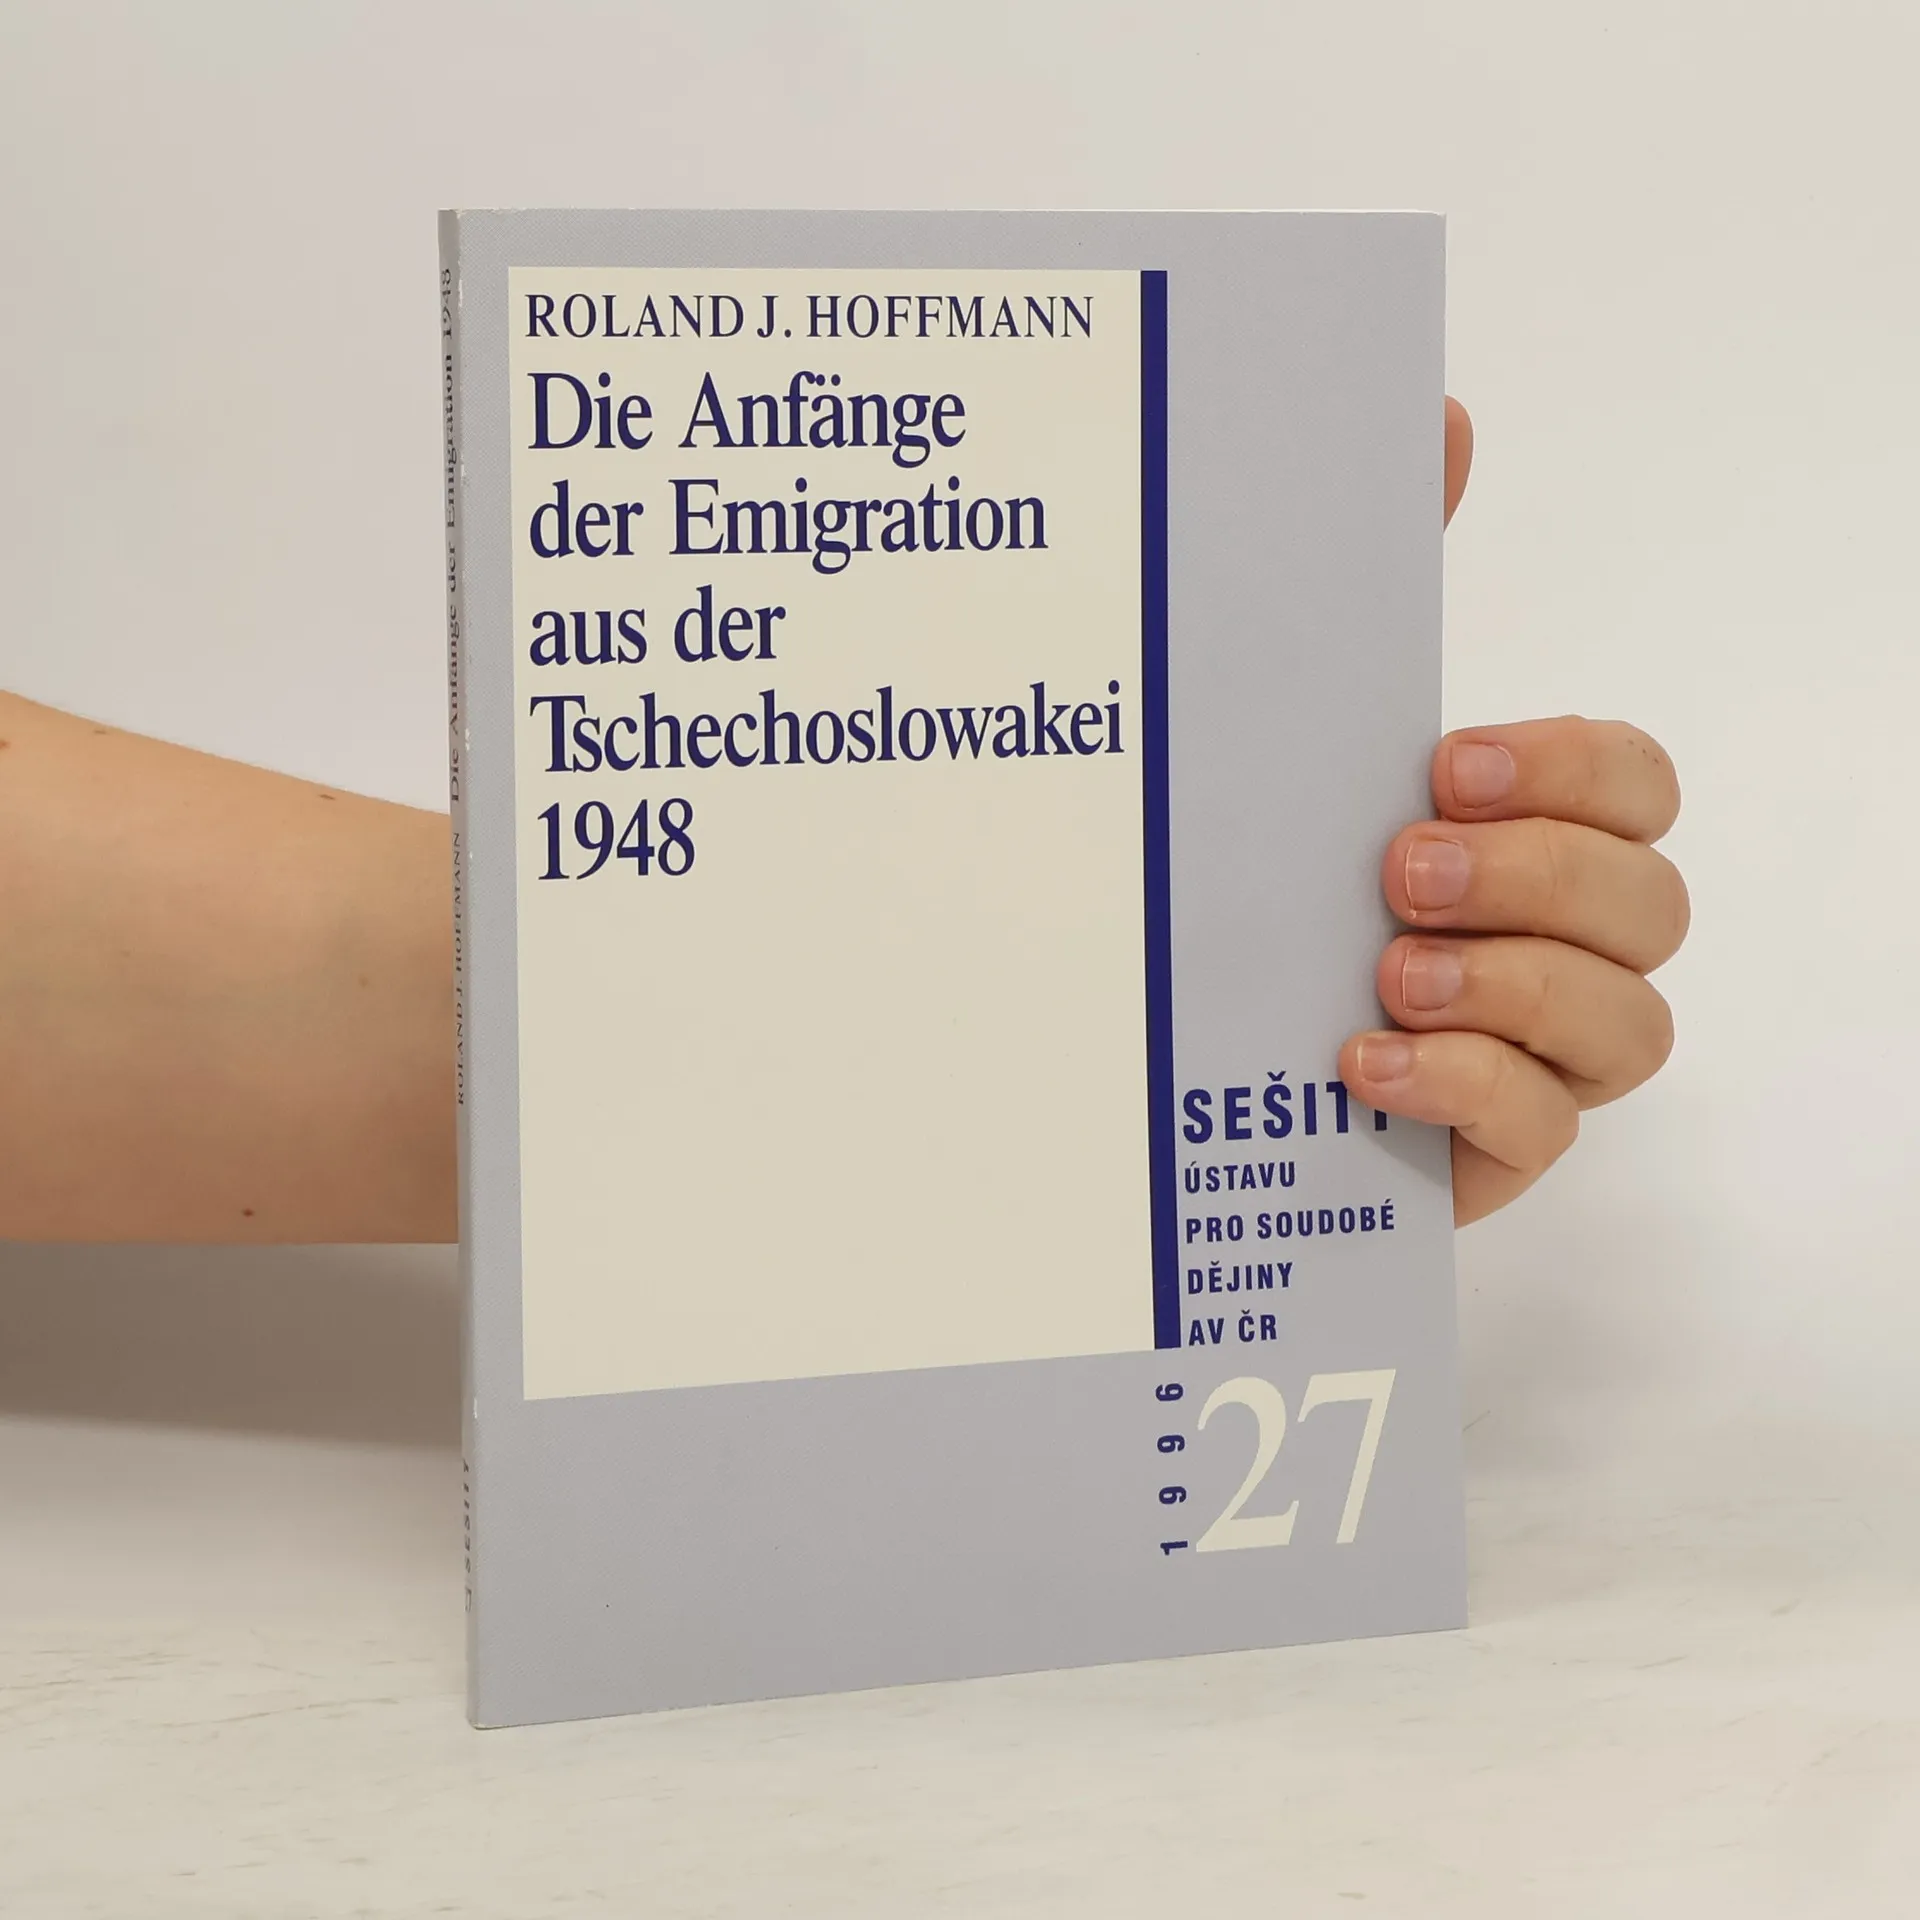 ROLAND J. HOFFMANN
Die Anfänge
der Emigration
aus der
Tschechoslowakei
1948
SEŠITY
ÚSTAVU
PRO SOUDOBÉ
DĚJINY
AV ČR
1996
27
ROLAND J. HOFFMANN Die Anfänge der Emigration 1948
SEŠITY